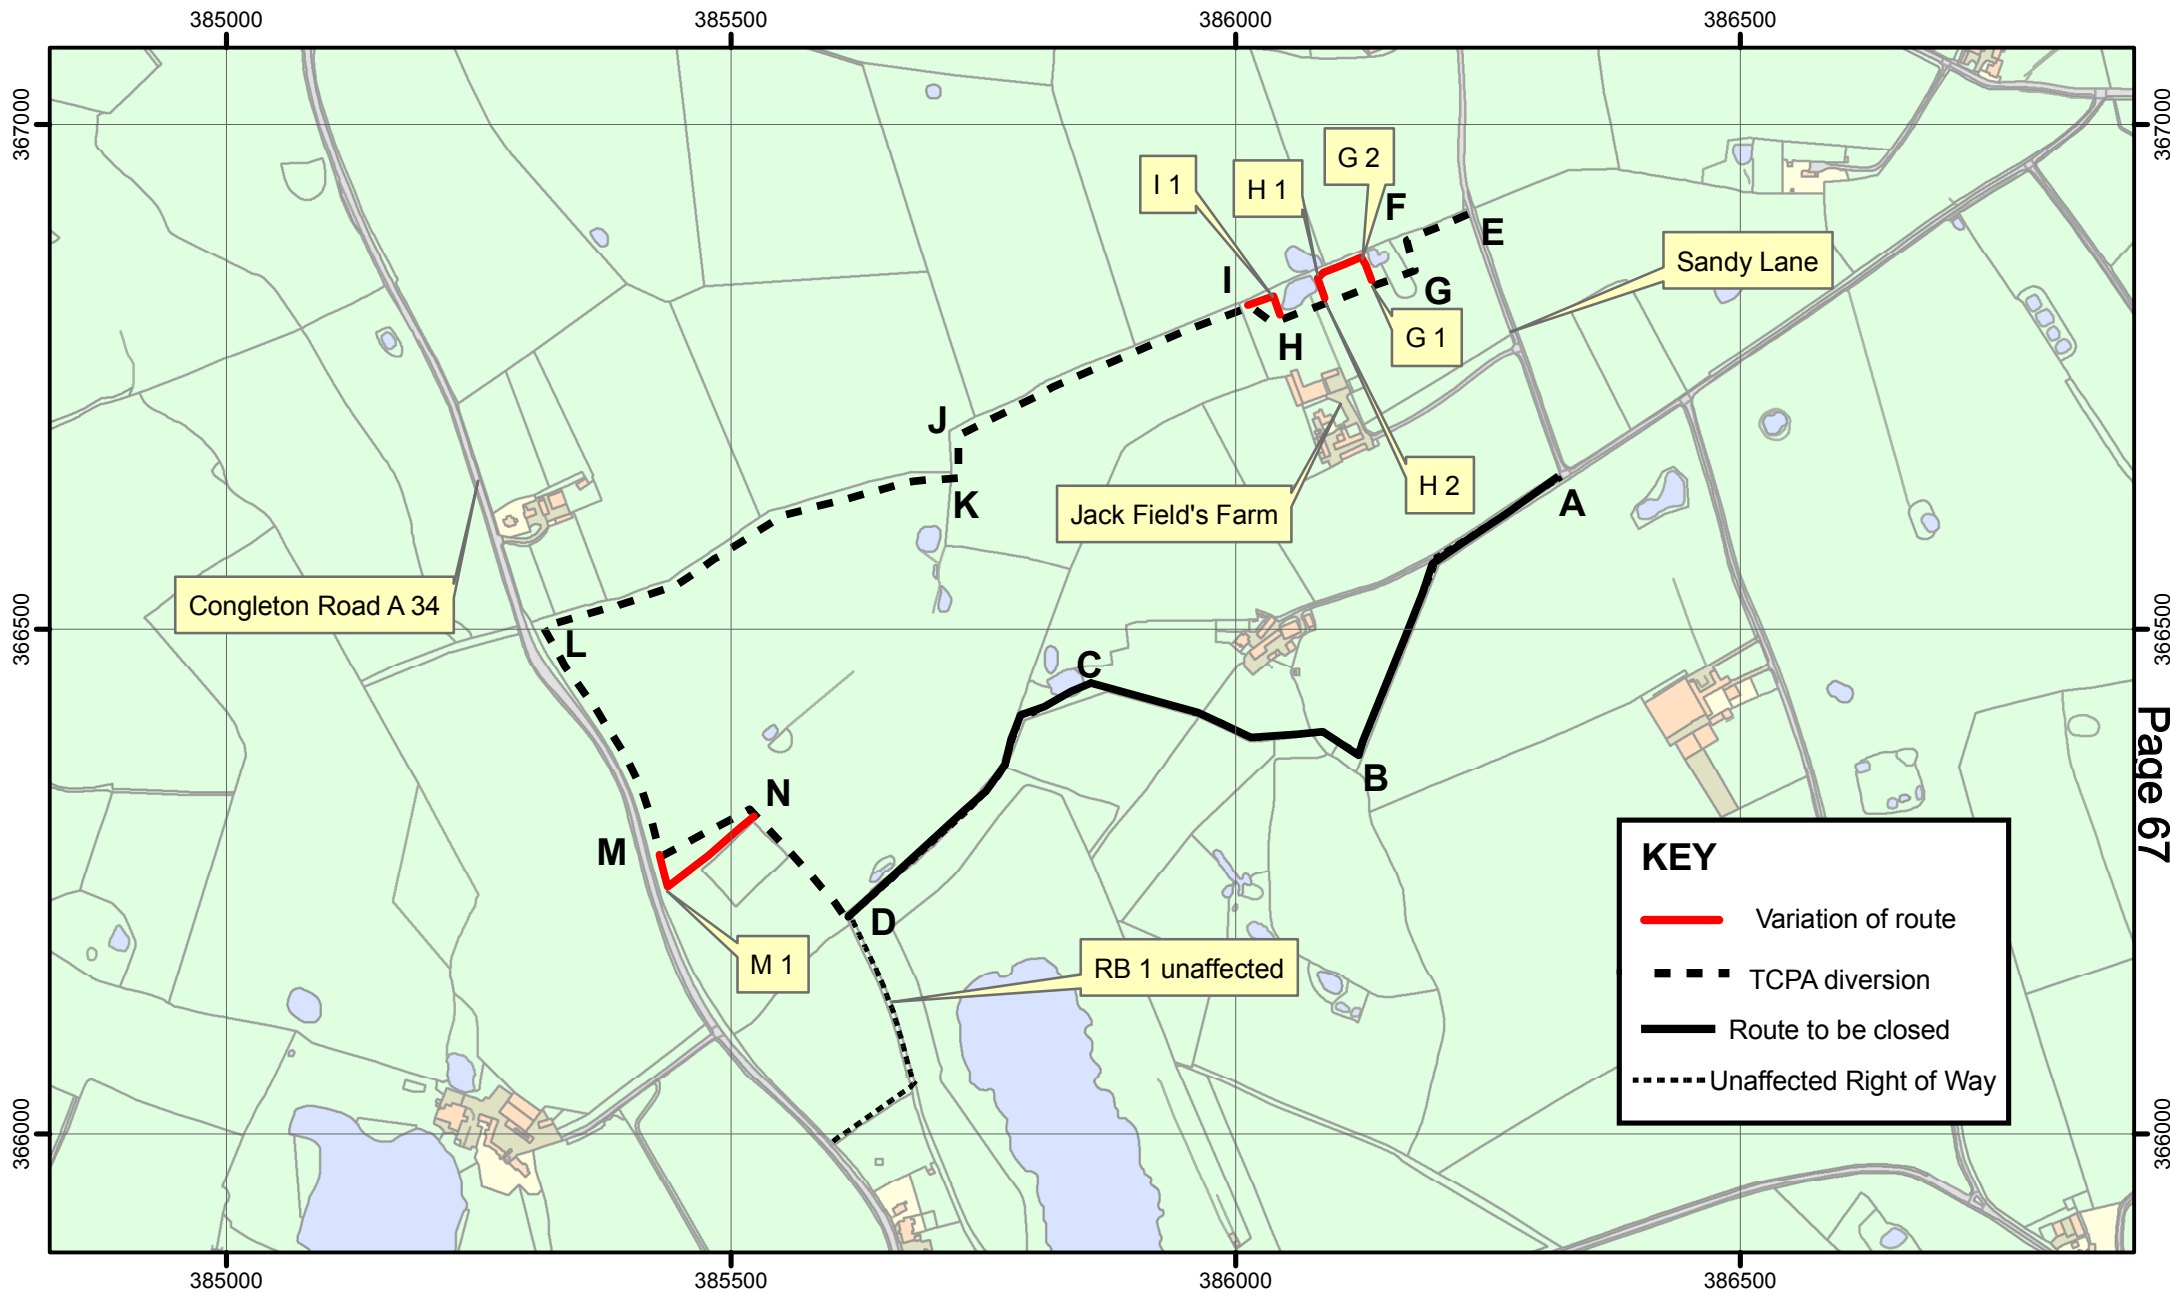 385000
385500
386000
386500
367000
367000
G 2
I 1
H 1
F
E
Sandy Lane
I
G
G 1
H
J
K
H 2
A
Jack Field's Farm
Congleton Road A 34
366500
366500
L
C
B
N
M
D
M 1
RB 1 unaffected
Page 67
KEY
Variation of route
TCPA diversion
Route to be closed
Unaffected Right of Way
366000
366000
385000
385500
386000
386500